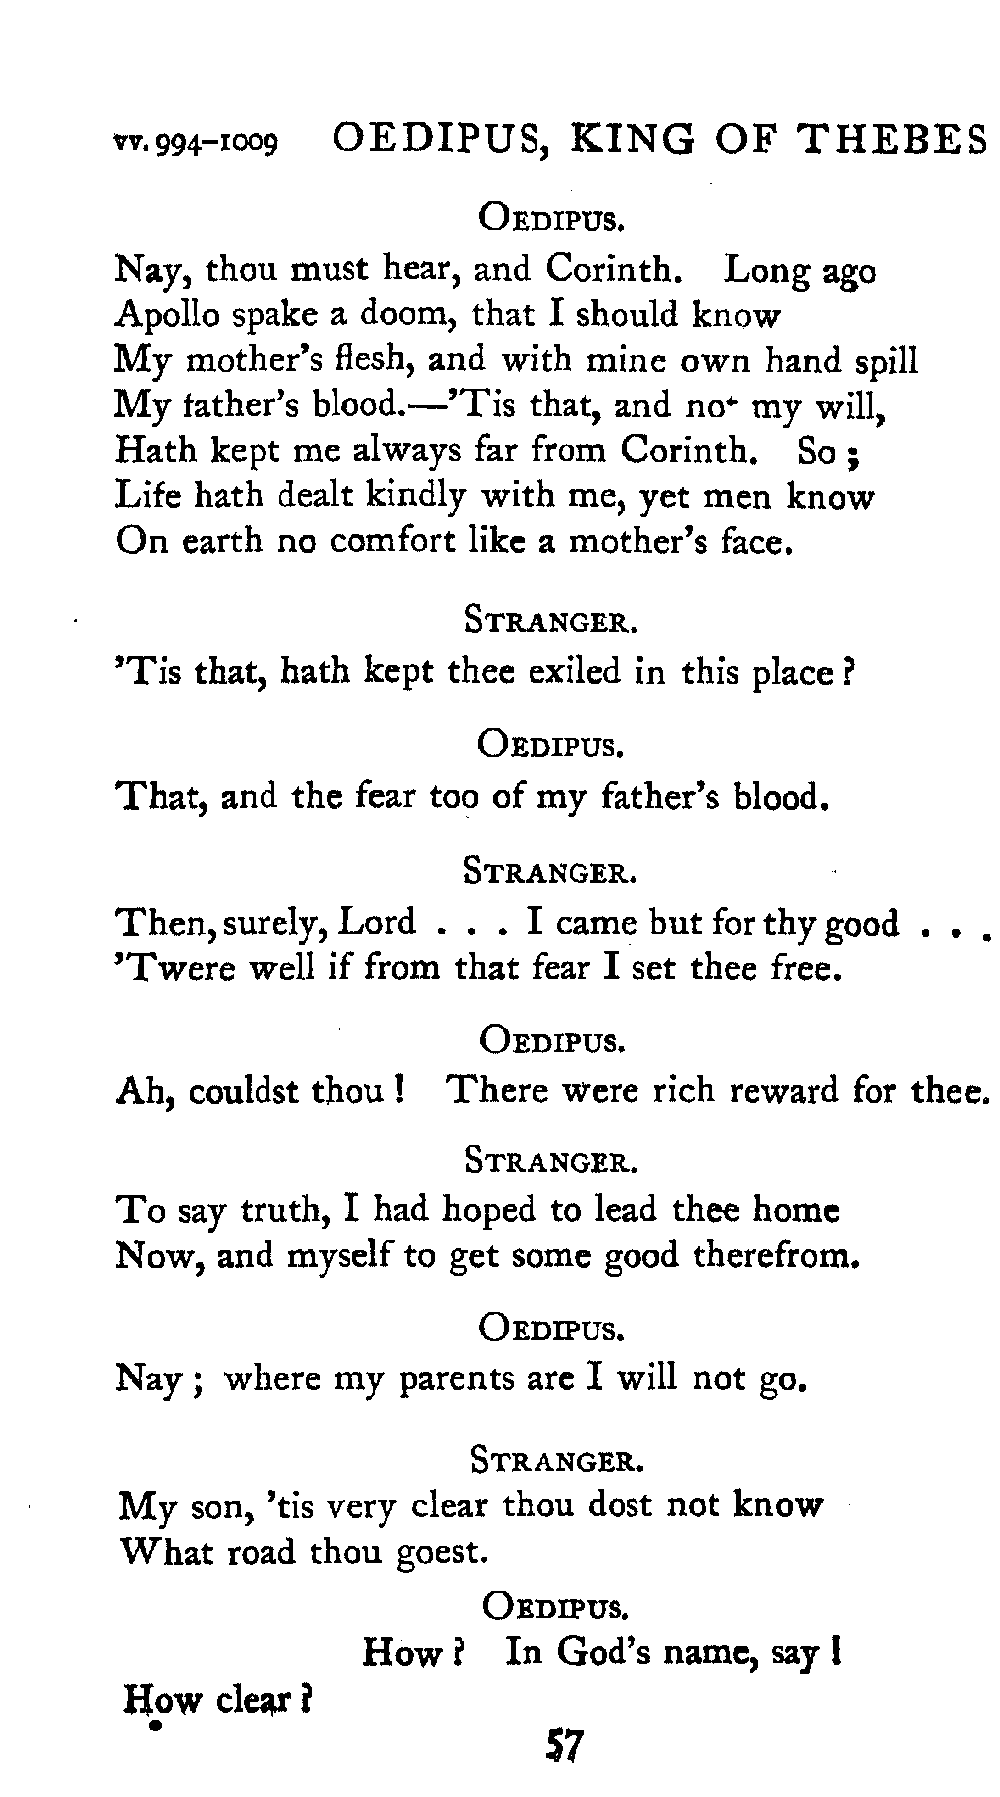 vv. 994–1009 OEDIPUS, KING OF THEBES
OEDIPUS.
Nay, thou must hear, and Corinth. Long ago
Apollo spake a doom, that I should know
My mother's flesh, and with mine own hand spill
My father's blood.—'Tis that, and not my will,
Hath kept me always far from Corinth. So ;
Life hath dealt kindly with me, yet men know
On earth no comfort like a mother's face.
STRANGER.
'Tis that, hath kept thee exiled in this place ?
OEDIPUS.
That, and the fear too of my father's blood.
STRANGER.
Then, surely, Lord . . . I came but for thy good . . .
'Twere well if from that fear I set thee free.
OEDIPUS.
Ah, couldst thou ! There were rich reward for thee.
STRANGER.
To say truth, I had hoped to lead thee home
Now, and myself to get some good therefrom.
OEDIPUS.
Nay ; where my parents are I will not go.
STRANGER.
My son, 'tis very clear thou dost not know
What road thou goest.
OEDIPUS.
How ? In God's name, say !
How clear ?
57